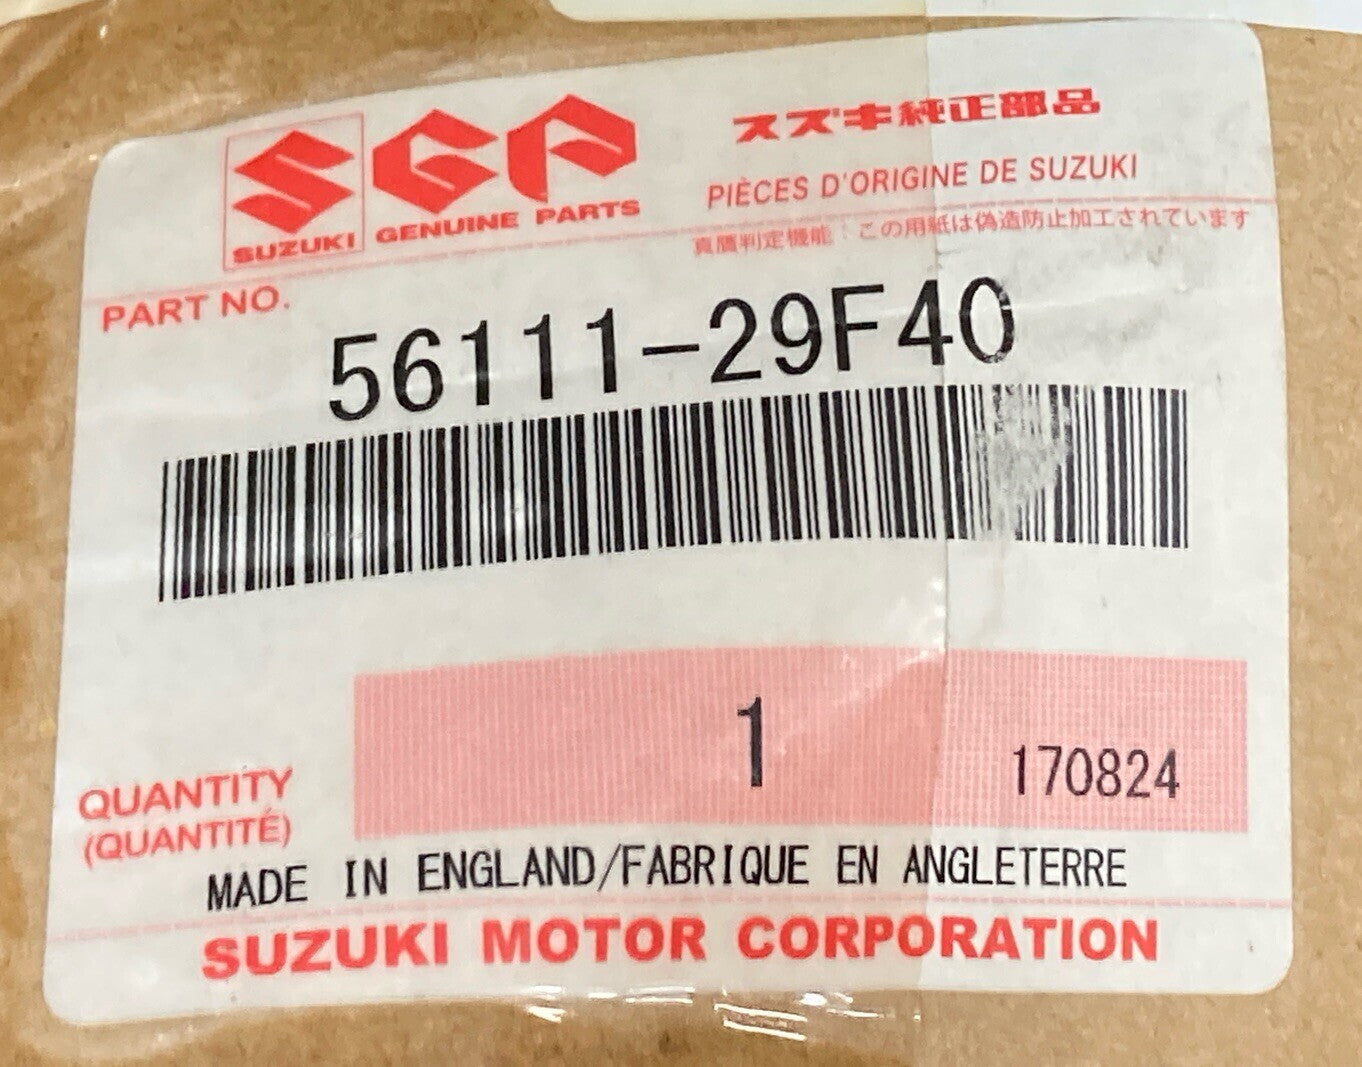 SGP
スズキ純正部品
SUZUKI GENUINE PARTS
PIÈCES D'ORIGINE DE SUZUKI
真贋判定機能：この用紙は偽造防止加工されています
PART NO.
56111-29F40
1
170824
QUANTITY
(QUANTITÉ)
MADE IN ENGLAND/FABRIQUE EN ANGLETERRE
SUZUKI MOTOR CORPORATION